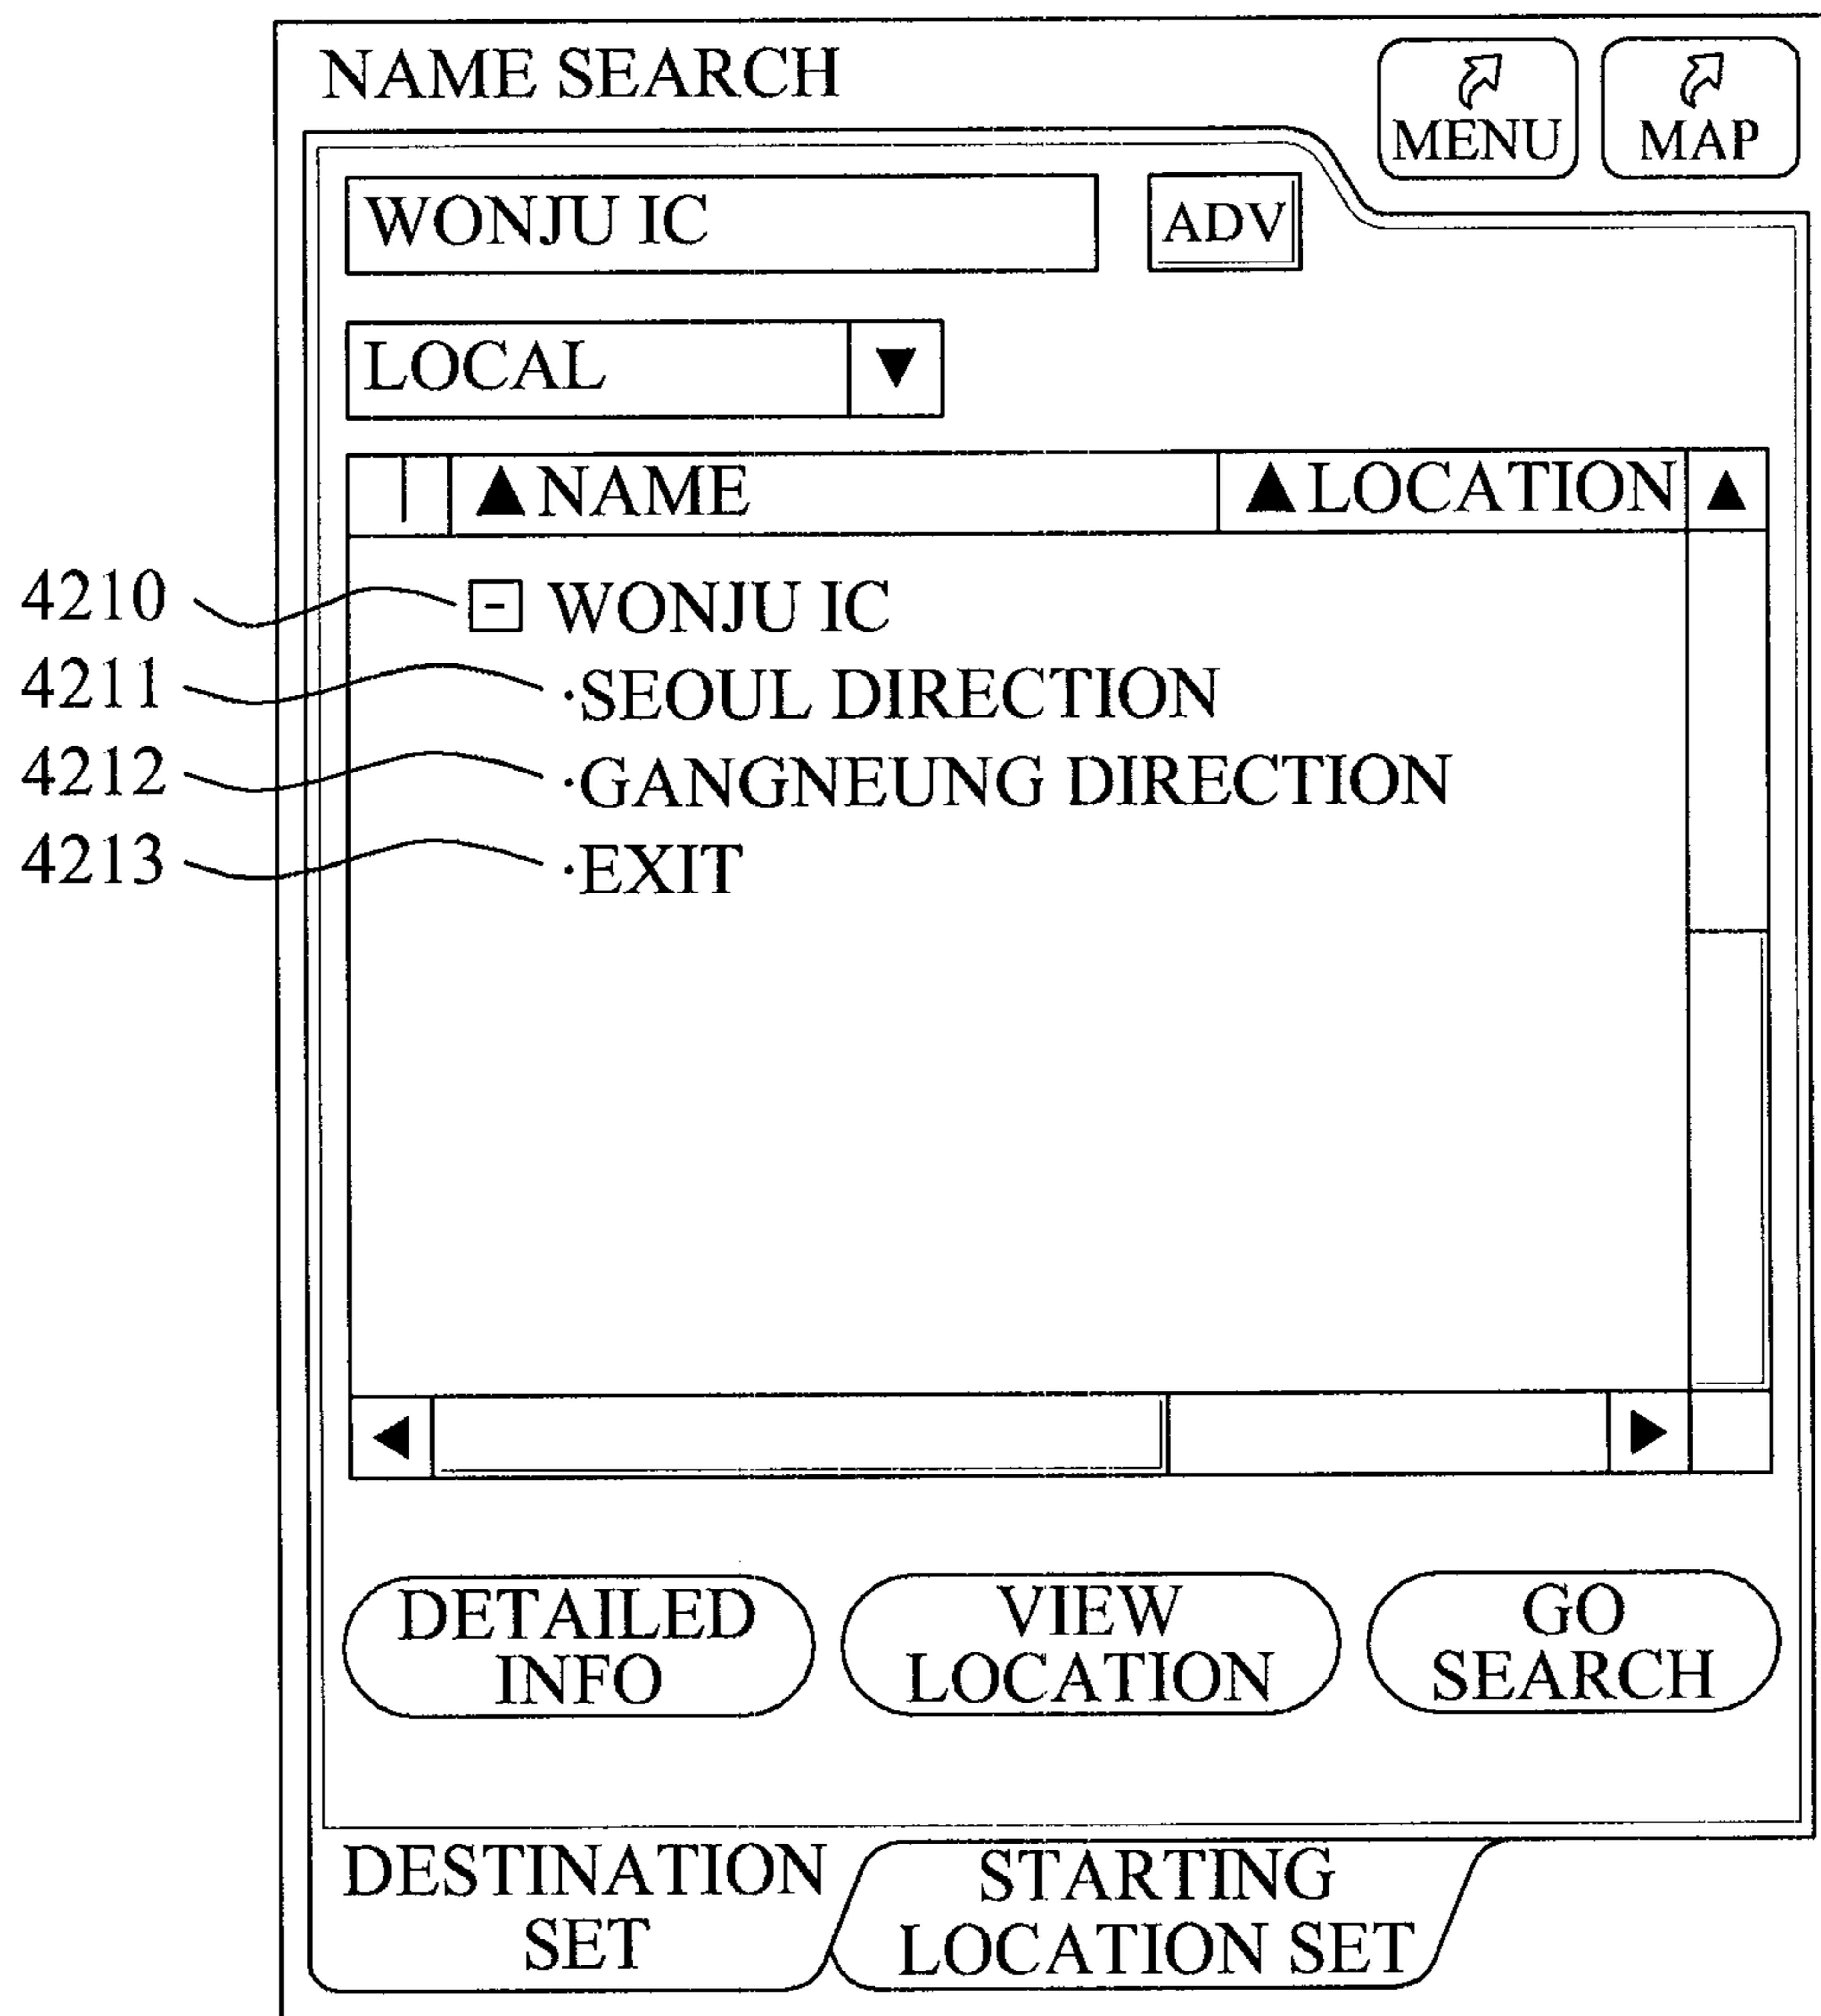 NAME SEARCH
MENU
MAP
WONJU IC
ADV
LOCAL ▼
▲NAME
▲LOCATION
▲
4210
- WONJU IC
4211
·SEOUL DIRECTION
4212
·GANGNEUNG DIRECTION
4213
·EXIT
DETAILED
INFO
VIEW
LOCATION
GO
SEARCH
DESTINATION
SET
STARTING
LOCATION SET